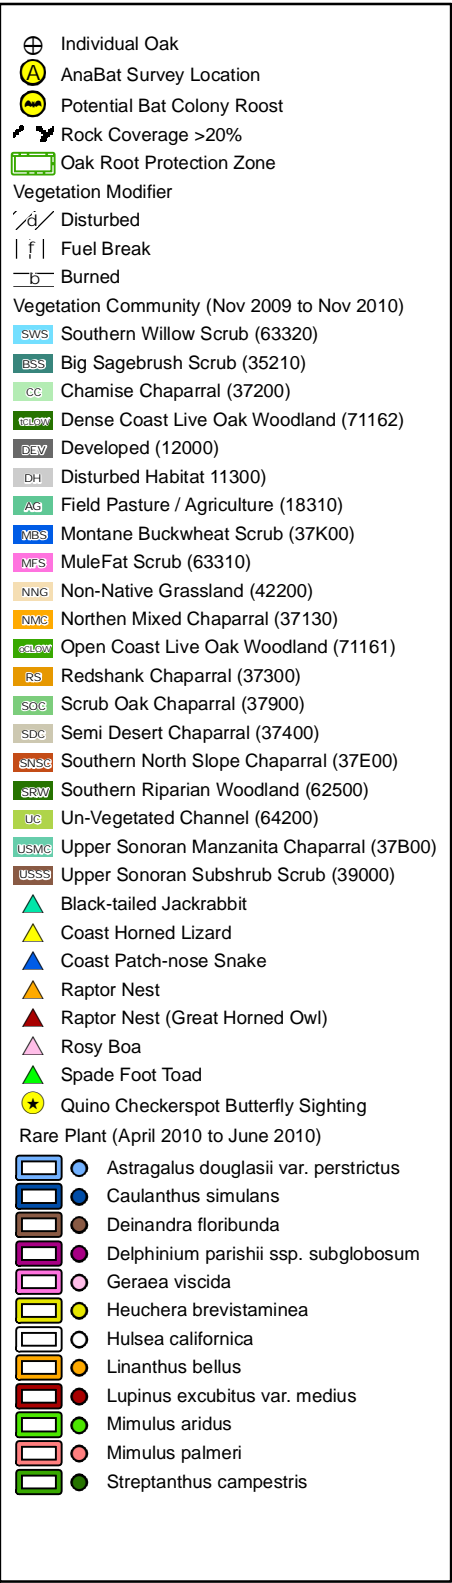 Individual Oak
A AnaBat Survey Location
Potential Bat Colony Roost
Rock Coverage >20%
Oak Root Protection Zone
Vegetation Modifier
d Disturbed
f Fuel Break
b Burned
Vegetation Community (Nov 2009 to Nov 2010)
SWS Southern Willow Scrub (63320)
BSS Big Sagebrush Scrub (35210)
CC Chamise Chaparral (37200)
Dense Coast Live Oak Woodland (71162)
DEV Developed (12000)
DH Disturbed Habitat 11300)
AG Field Pasture / Agriculture (18310)
MBS Montane Buckwheat Scrub (37K00)
MFS MuleFat Scrub (63310)
NNG Non-Native Grassland (42200)
NMC Northen Mixed Chaparral (37130)
oCLOW Open Coast Live Oak Woodland (71161)
RS Redshank Chaparral (37300)
SOC Scrub Oak Chaparral (37900)
SDC Semi Desert Chaparral (37400)
SNSC Southern North Slope Chaparral (37E00)
SRW Southern Riparian Woodland (62500)
UC Un-Vegetated Channel (64200)
USMC Upper Sonoran Manzanita Chaparral (37B00)
USSS Upper Sonoran Subshrub Scrub (39000)
Black-tailed Jackrabbit
Coast Horned Lizard
Coast Patch-nose Snake
Raptor Nest
Raptor Nest (Great Horned Owl)
Rosy Boa
Spade Foot Toad
Quino Checkerspot Butterfly Sighting
Rare Plant (April 2010 to June 2010)
Astragalus douglasii var. perstrictus
Caulanthus simulans
Deinandra floribunda
Delphinium parishii ssp. subglobosum
Geraea viscida
Heuchera brevistaminea
Hulsea californica
Linanthus bellus
Lupinus excubitus var. medius
Mimulus aridus
Mimulus palmeri
Streptanthus campestris